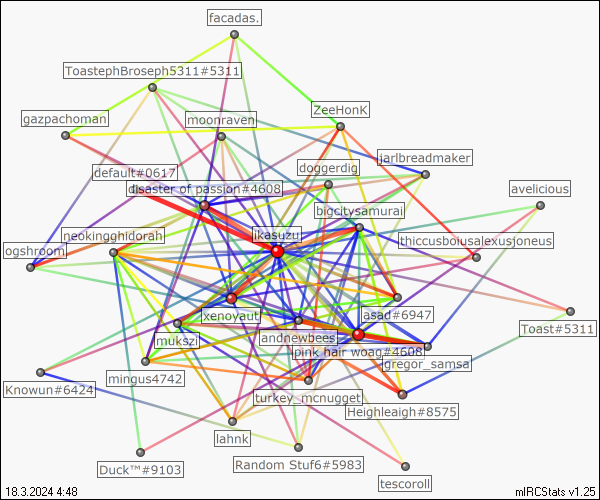 facadas.
ToastephBroseph5311#5311
ZeeHonK
gazpachoman
moonraven
jarlbreadmaker
doggerdig
default#0617
disaster of passion#4608
avelicious
bigcitysamurai
ikasuzu
neokingghidorah
thiccusboiusalexusjoneus
ogshroom
xenoyaut
asad#6947
Toast#5311
mukszi
andnewbees
pink hair woag#4608
gregor_samsa
mingus4742
Knowun#6424
turkey_mcnugget
Heighleaigh#8575
lahnk
Duck™#9103
Random Stuf6#5983
tescoroll
18.3.2024 4:48
mIRCStats v1.25